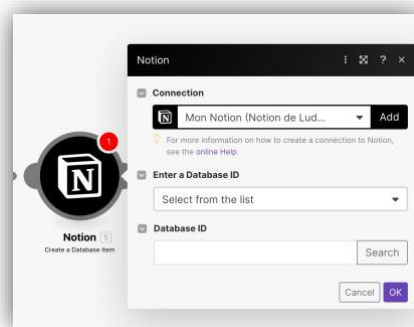 Notion
Connection
Mon Notion (Notion de Lud...
Add
For more information on how to create a connection to Notion,
see the online Help.
Enter a Database ID
Select from the list
Database ID
Search
Cancel
OK
1
N
Notion 5
Create a Database Item